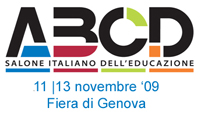 ABCD
SALONE ITALIANO DELL'EDUCAZIONE
11 |13 novembre '09
Fiera di Genova